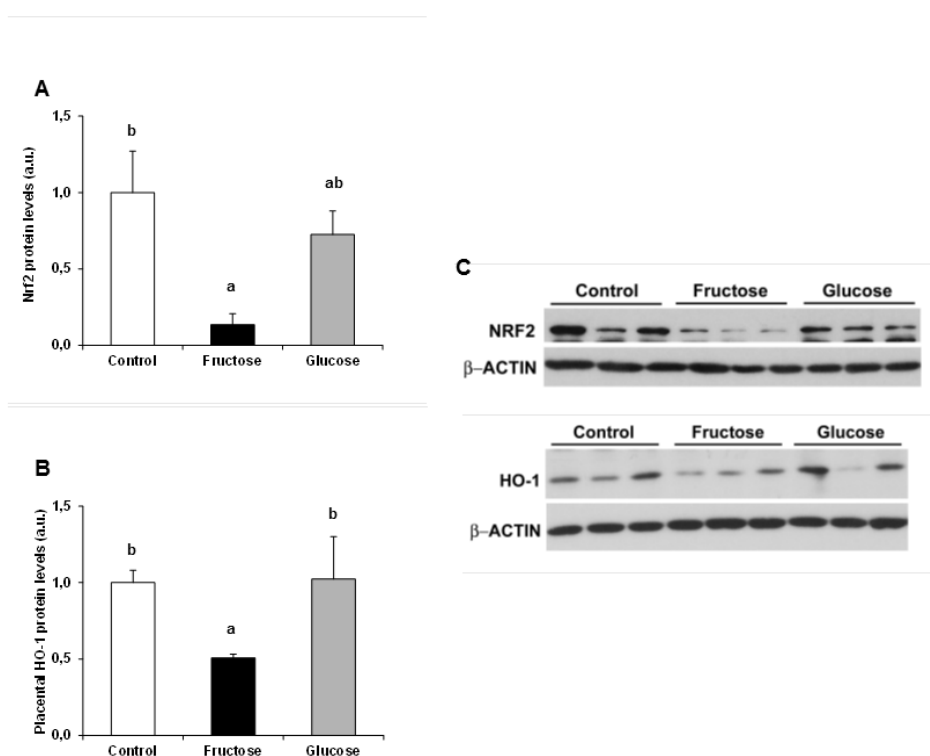 A
Nrf2 protein levels (a.u.)
1,5
b
ab
1,0
0,5
a
0,0
Control Fructose Glucose
B
Placental HO-1 protein levels (a.u.)
1,5
b
b
1,0
a
0,5
0,0
Control Fructose Glucose
C
Control Fructose Glucose
NRF2
β–ACTIN
Control Fructose Glucose
HO-1
β–ACTIN